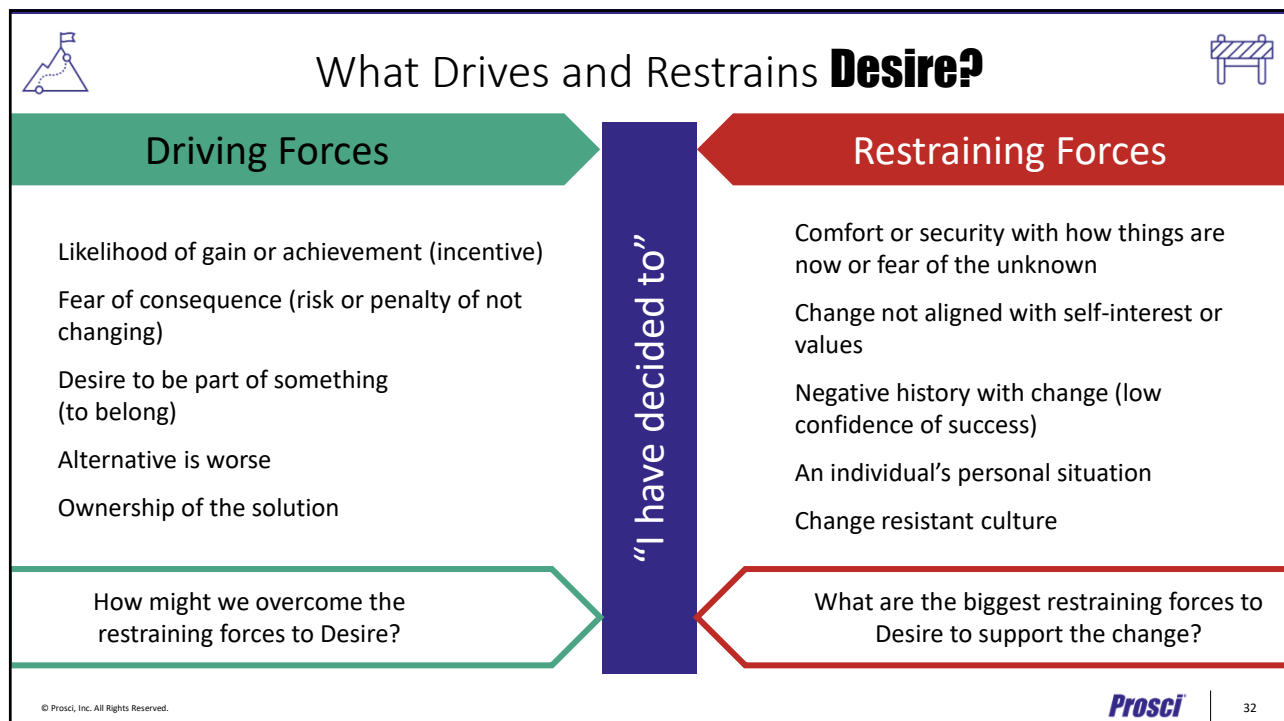 What Drives and Restrains Desire?
Driving Forces
Likelihood of gain or achievement (incentive)
Fear of consequence (risk or penalty of not
changing)
Desire to be part of something
(to belong)
Alternative is worse
Ownership of the solution
How might we overcome the
restraining forces to Desire?
“I have decided to”
Restraining Forces
Comfort or security with how things are
now or fear of the unknown
Change not aligned with self-interest or
values
Negative history with change (low
confidence of success)
An individual’s personal situation
Change resistant culture
What are the biggest restraining forces to
Desire to support the change?
© Prosci, Inc. All Rights Reserved.
Prosci
32